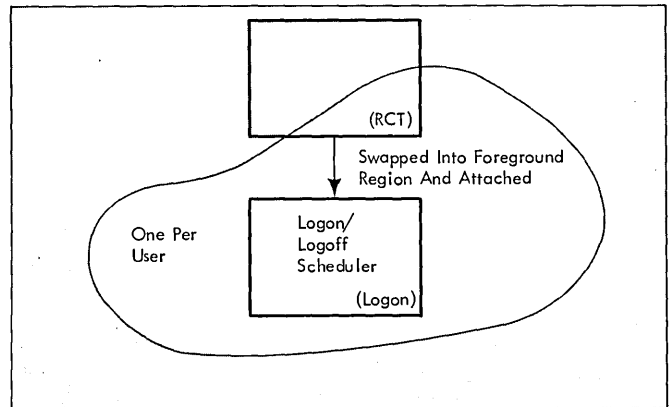 (RCT)
Swapped Into Foreground
Region And Attached
One Per
User
Logon/
Logoff
Scheduler
(Logon)